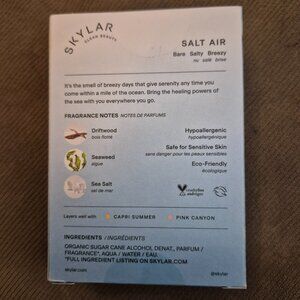 SKYLAR
CLEAN BEAUTY
SALT AIR
Bare Salty Breezy
nu salé brise
It's the smell of breezy days that give serenity any time you
come within a mile of the ocean. Bring the healing powers of
the sea with you everywhere you go.
FRAGRANCE NOTES / NOTES DE PARFUMS
Driftwood
bois flotté
Hypoallergenic
hypoallergénique
Safe for Sensitive Skin
sans danger pour les peaux sensibles
Seaweed
algue
Eco-Friendly
écologique
Sea Salt
sel de mer
Layers well with
CAPRI SUMMER
PINK CANYON
INGREDIENTS / INGRÉDIENTS
ORGANIC SUGAR CANE ALCOHOL DENAT., PARFUM /
FRAGRANCE*, AQUA / WATER / EAU.
*FULL INGREDIENT LISTING ON SKYLAR.COM
skylar.com
@skylar